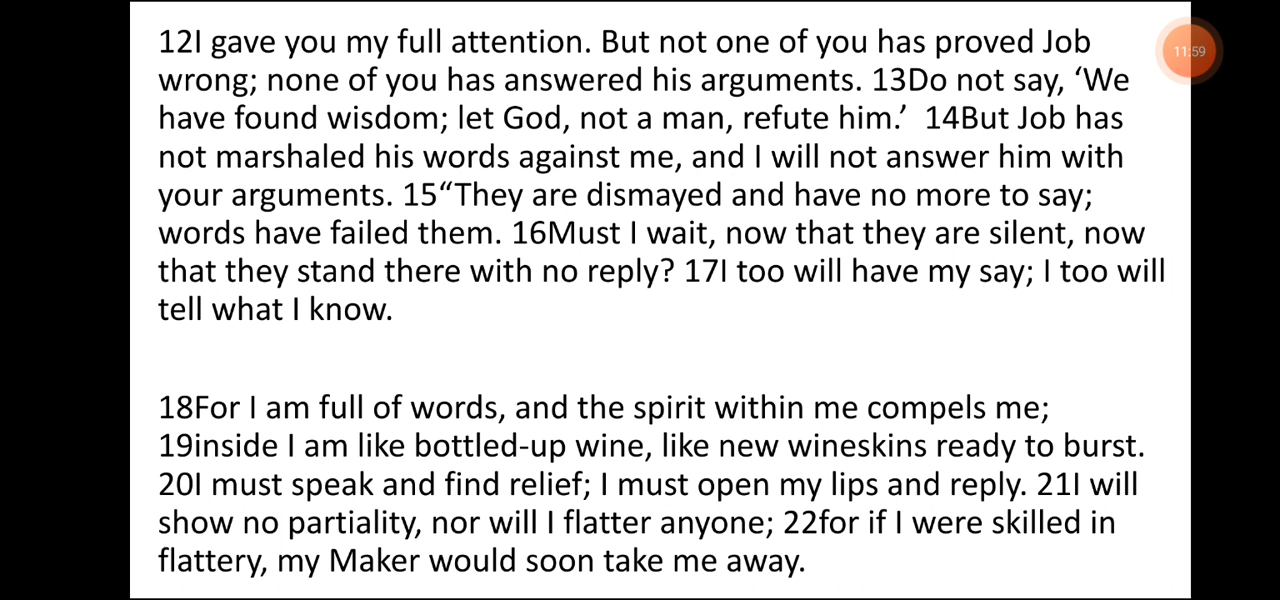 12I gave you my full attention. But not one of you has proved Job
wrong; none of you has answered his arguments. 13Do not say, ‘We
have found wisdom; let God, not a man, refute him.’ 14But Job has
not marshaled his words against me, and I will not answer him with
your arguments. 15“They are dismayed and have no more to say;
words have failed them. 16Must I wait, now that they are silent, now
that they stand there with no reply? 17I too will have my say; I too will
tell what I know.
18For I am full of words, and the spirit within me compels me;
19inside I am like bottled-up wine, like new wineskins ready to burst.
20I must speak and find relief; I must open my lips and reply. 21I will
show no partiality, nor will I flatter anyone; 22for if I were skilled in
flattery, my Maker would soon take me away.
11:59